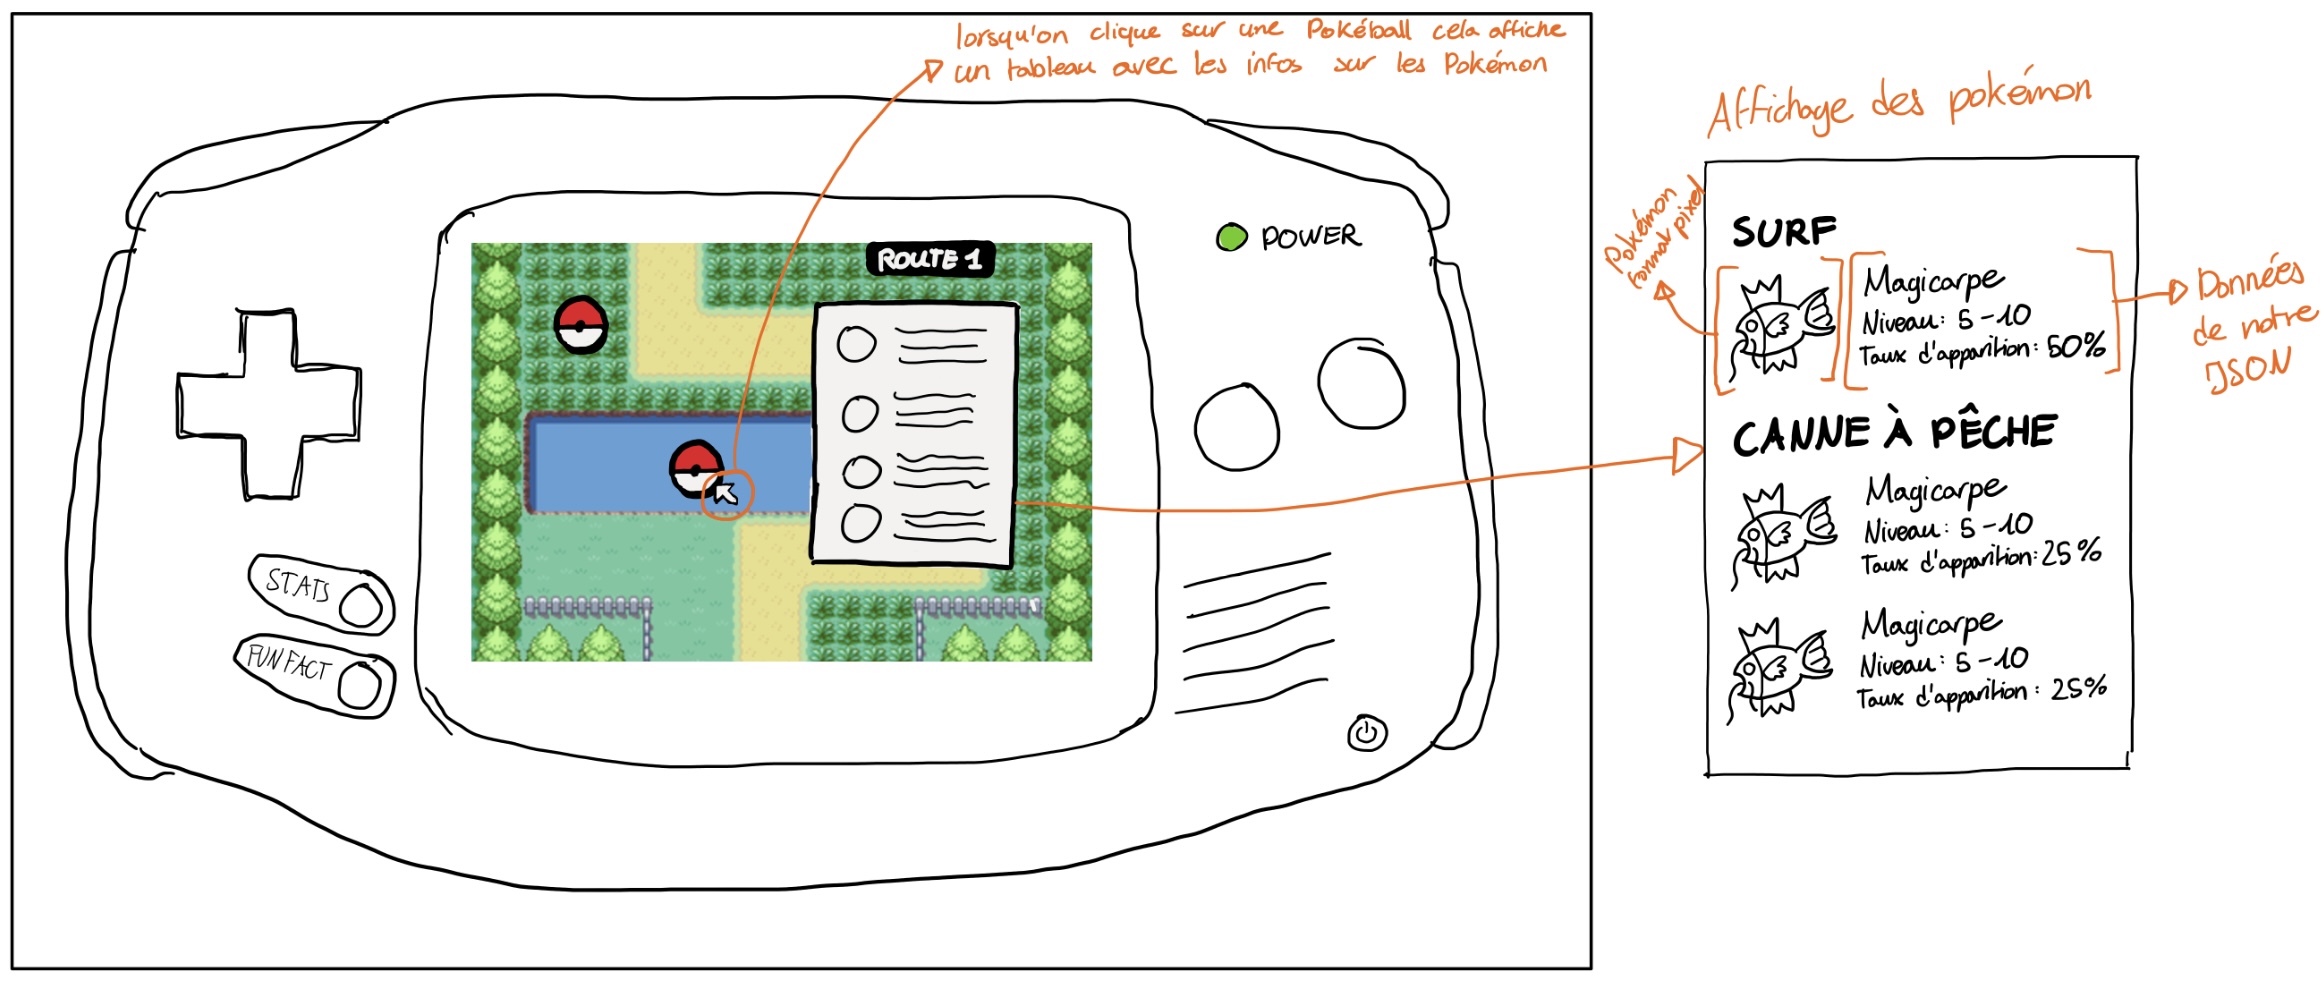 lorsqu'on clique sur une Pokéball cela affiche
un tableau avec les infos sur les Pokémon
ROUTE 1
POWER
STATS
FUN FACT
Affichage des pokémon
Pokémon
format pixel
SURF
Magicarpe
Niveau: 5-10
Taux d'apparition: 50%
Données
de notre
JSON
CANNE À PÊCHE
Magicarpe
Niveau: 5-10
Taux d'apparition: 25%
Magicarpe
Niveau: 5-10
Taux d'apparition: 25%